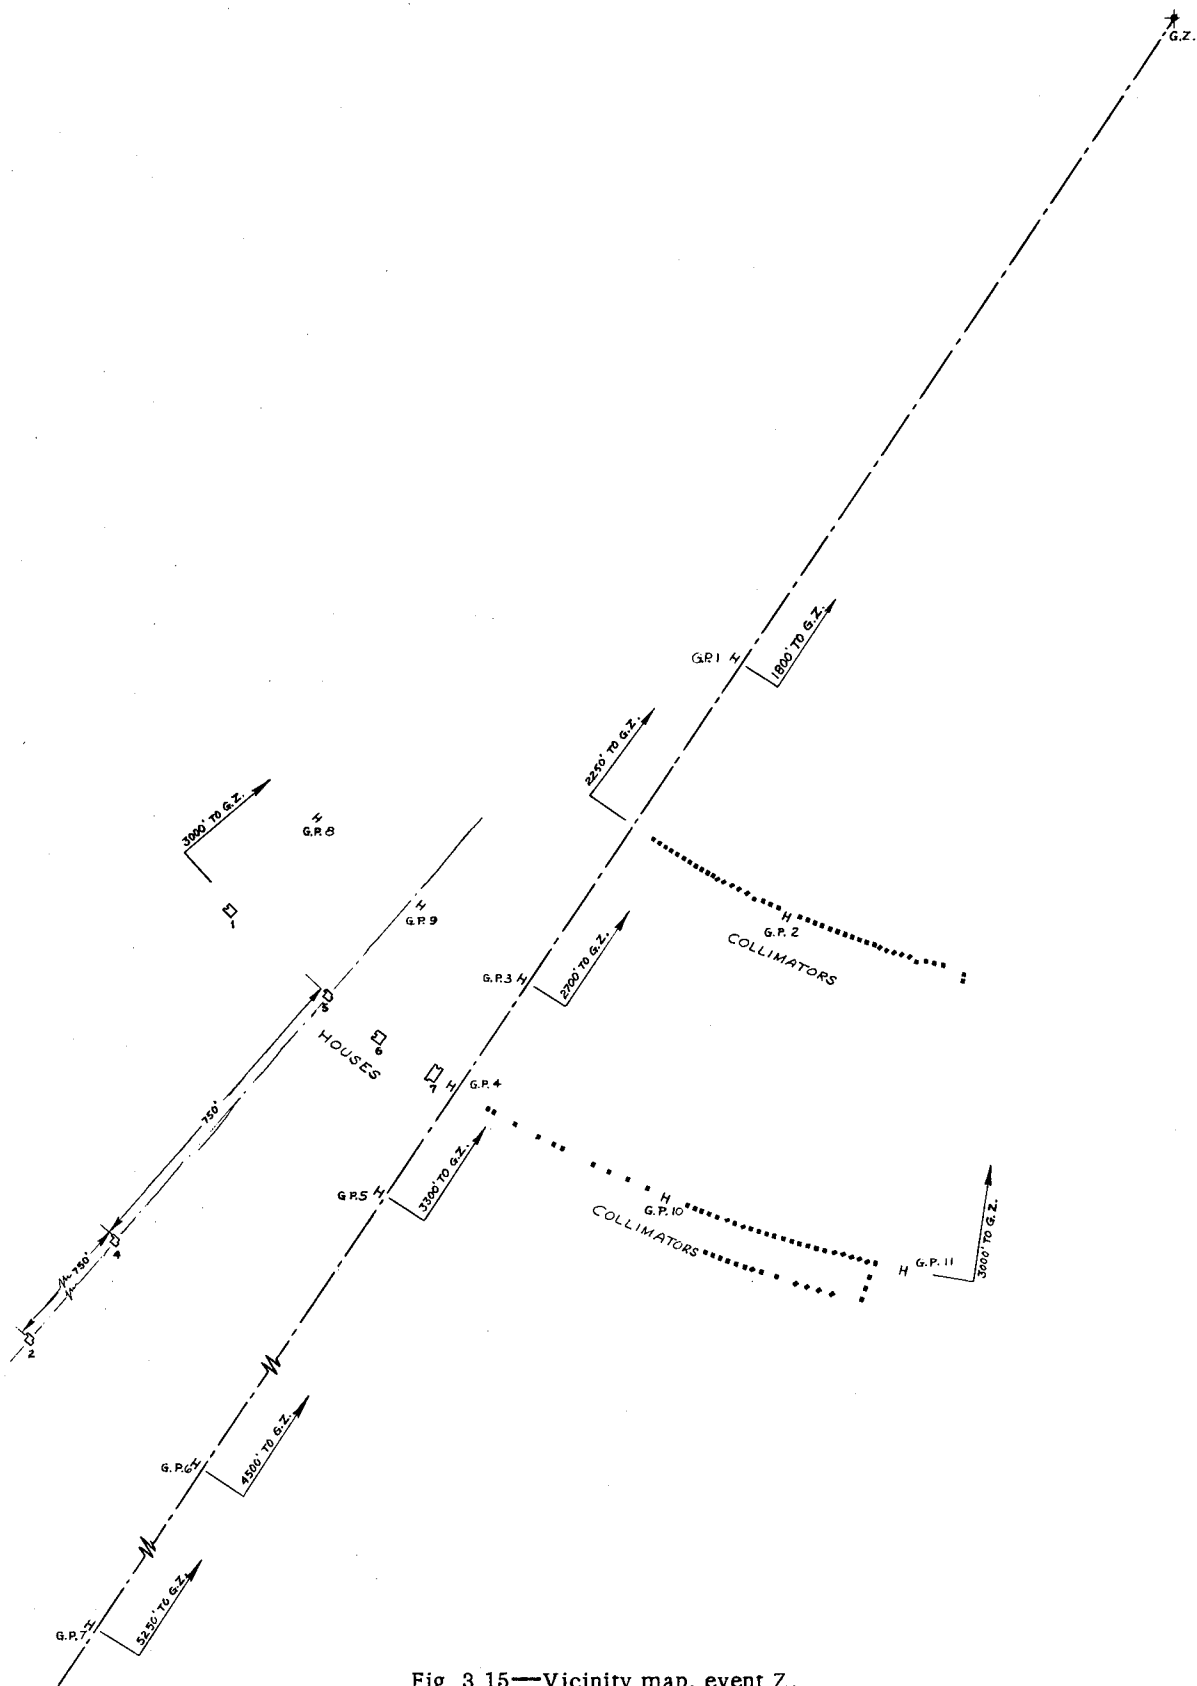 G.Z.
G.P.1
1800' TO G.Z.
2250' TO G.Z.
3000' TO G.Z.
G.P.8
1
G.P.9
G.P.2
COLLIMATORS
G.P.3
2700' TO G.Z.
3
HOUSES
6
7
G.P.4
750'
G.P.5
3300' TO G.Z.
G.P.10
COLLIMATORS
G.P.11
3000' TO G.Z.
4
750'
2
G.P.6
4500' TO G.Z.
G.P.7
5250' TO G.Z.
Fig. 3.15—Vicinity map, event 7.